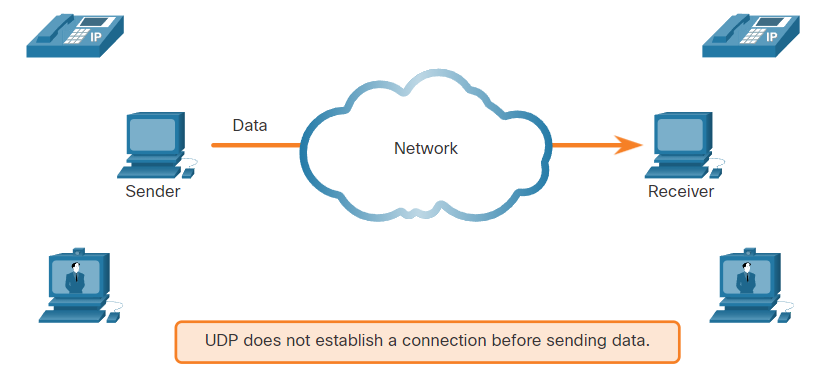 IP
IP
Data
Network
Sender
Receiver
UDP does not establish a connection before sending data.